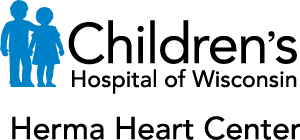 Children's
Hospital of Wisconsin
Herma Heart Center